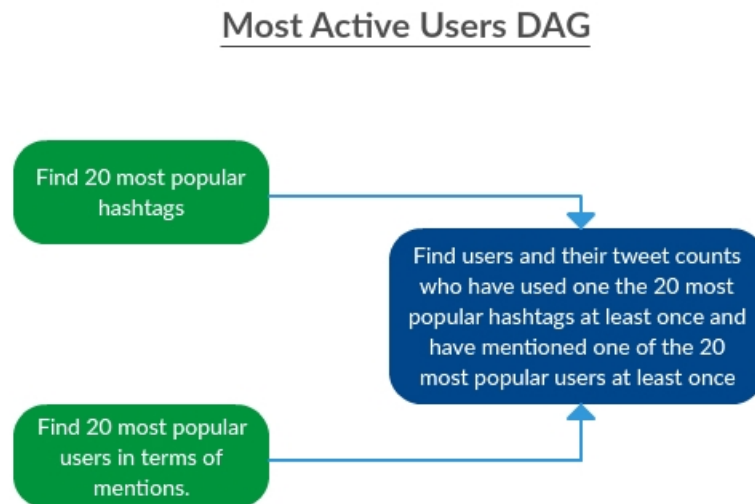 Most Active Users DAG
Find 20 most popular
hashtags
Find users and their tweet counts
who have used one the 20 most
popular hashtags at least once and
have mentioned one of the 20
most popular users at least once
Find 20 most popular
users in terms of
mentions.